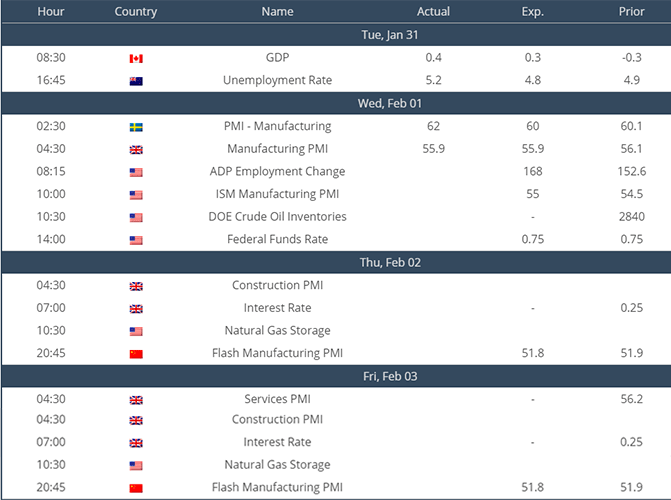 Hour Country Name Actual Exp. Prior
Tue, Jan 31
08:30 GDP 0.4 0.3 -0.3
16:45 Unemployment Rate 5.2 4.8 4.9
Wed, Feb 01
02:30 PMI - Manufacturing 62 60 60.1
04:30 Manufacturing PMI 55.9 55.9 56.1
08:15 ADP Employment Change 168 152.6
10:00 ISM Manufacturing PMI 55 54.5
10:30 DOE Crude Oil Inventories - 2840
14:00 Federal Funds Rate 0.75 0.75
Thu, Feb 02
04:30 Construction PMI
07:00 Interest Rate - 0.25
10:30 Natural Gas Storage
20:45 Flash Manufacturing PMI 51.8 51.9
Fri, Feb 03
04:30 Services PMI - 56.2
04:30 Construction PMI
07:00 Interest Rate - 0.25
10:30 Natural Gas Storage
20:45 Flash Manufacturing PMI 51.8 51.9